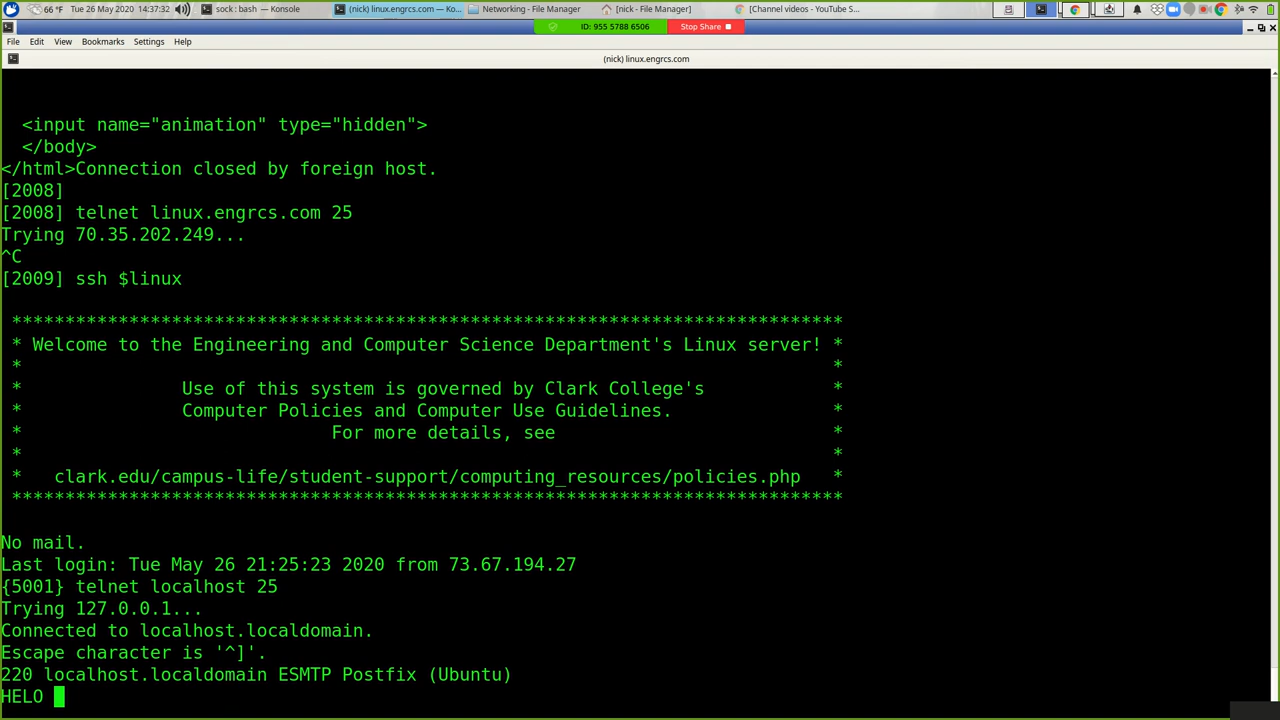 66 °F Tue 26 May 2020 14:37:32 sock : bash — Konsole (nick) linux.engrcs.com — Ko... Networking - File Manager [nick - File Manager] [Channel videos - YouTube S...
ID: 955 5788 6506 Stop Share
File Edit View Bookmarks Settings Help
(nick) linux.engrcs.com
<input name="animation" type="hidden">
</body>
</html>Connection closed by foreign host.
[2008]
[2008] telnet linux.engrcs.com 25
Trying 70.35.202.249...
^C
[2009] ssh $linux
******************************************************************************
* Welcome to the Engineering and Computer Science Department's Linux server! *
* *
* Use of this system is governed by Clark College's *
* Computer Policies and Computer Use Guidelines. *
* For more details, see *
* *
* clark.edu/campus-life/student-support/computing_resources/policies.php *
******************************************************************************
No mail.
Last login: Tue May 26 21:25:23 2020 from 73.67.194.27
{5001} telnet localhost 25
Trying 127.0.0.1...
Connected to localhost.localdomain.
Escape character is '^]'.
220 localhost.localdomain ESMTP Postfix (Ubuntu)
HELO